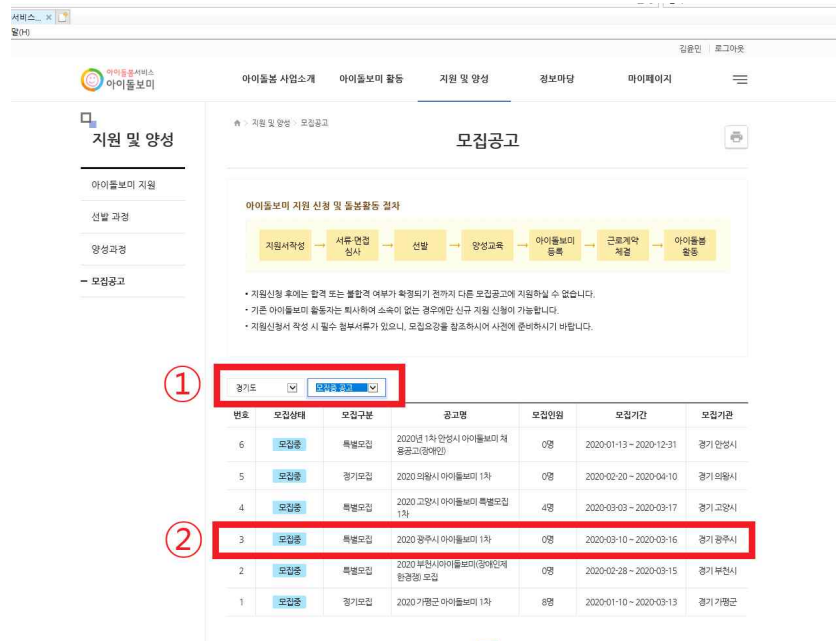 서비스...
말(H)
김윤민 로그아웃
아이돌봄서비스
아이돌보미
아이돌봄 사업소개 아이돌보미 활동 지원 및 양성 정보마당 마이페이지
지원 및 양성
아이돌보미 지원
선발 과정
양성과정
모집공고
지원 및 양성 > 모집공고
모집공고
아이돌보미 지원 신청 및 돌봄활동 절차
지원서작성 → 서류·면접 심사 → 선발 → 양성교육 → 아이돌보미 등록 → 근로계약 체결 → 아이돌봄 활동
• 지원신청 후에는 합격 또는 불합격 여부가 확정되기 전까지 다른 모집공고에 지원하실 수 없습니다.
• 기존 아이돌보미 활동자는 퇴사하여 소속이 없는 경우에만 신규 지원 신청이 가능합니다.
• 지원신청서 작성 시 필수 첨부서류가 있으니, 모집요강을 참조하시어 사전에 준비하시기 바랍니다.
①
경기도 모집중 공고
번호 모집상태 모집구분 공고명 모집인원 모집기간 모집기관
6 모집중 특별모집 2020년 1차 안성시 아이돌보미 채용공고(장애인) 0명 2020-01-13 ~ 2020-12-31 경기 안성시
5 모집중 정기모집 2020 의왕시 아이돌보미 1차 0명 2020-02-20 ~ 2020-04-10 경기 의왕시
4 모집중 특별모집 2020 고양시 아이돌보미 특별모집 1차 4명 2020-03-03 ~ 2020-03-17 경기 고양시
②
3 모집중 특별모집 2020 광주시 아이돌보미 1차 0명 2020-03-10 ~ 2020-03-16 경기 광주시
2 모집중 특별모집 2020 부천시아이돌보미(장애인제한경쟁) 모집 0명 2020-02-28 ~ 2020-03-15 경기 부천시
1 모집중 정기모집 2020 가평군 아이돌보미 1차 8명 2020-01-10 ~ 2020-03-13 경기 가평군